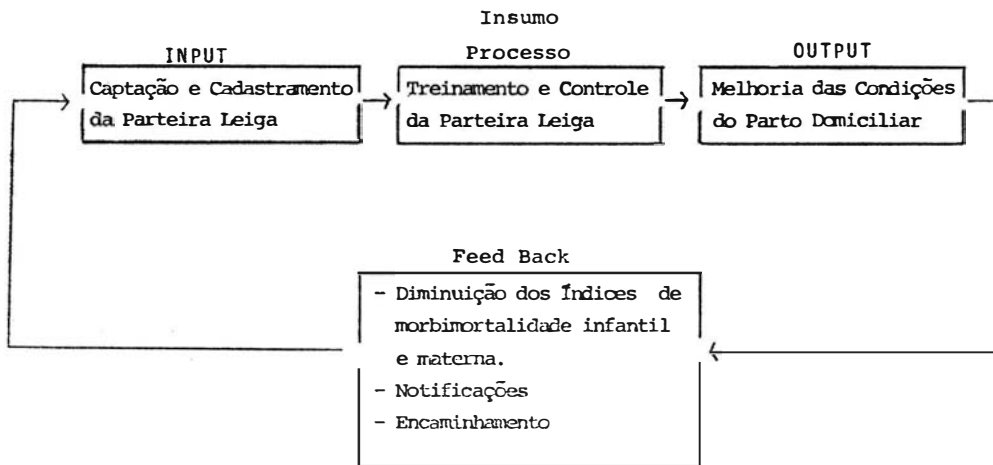 Insumo
INPUT
Processo
OUTPUT
Captação e Cadastramento
da Parteira Leiga
Treinamento e Controle
da Parteira Leiga
Melhoria das Condições
do Parto Domiciliar
Feed Back
- Diminuição dos Índices de
morbimortalidade infantil
e materna.
- Notificações
- Encaminhamento